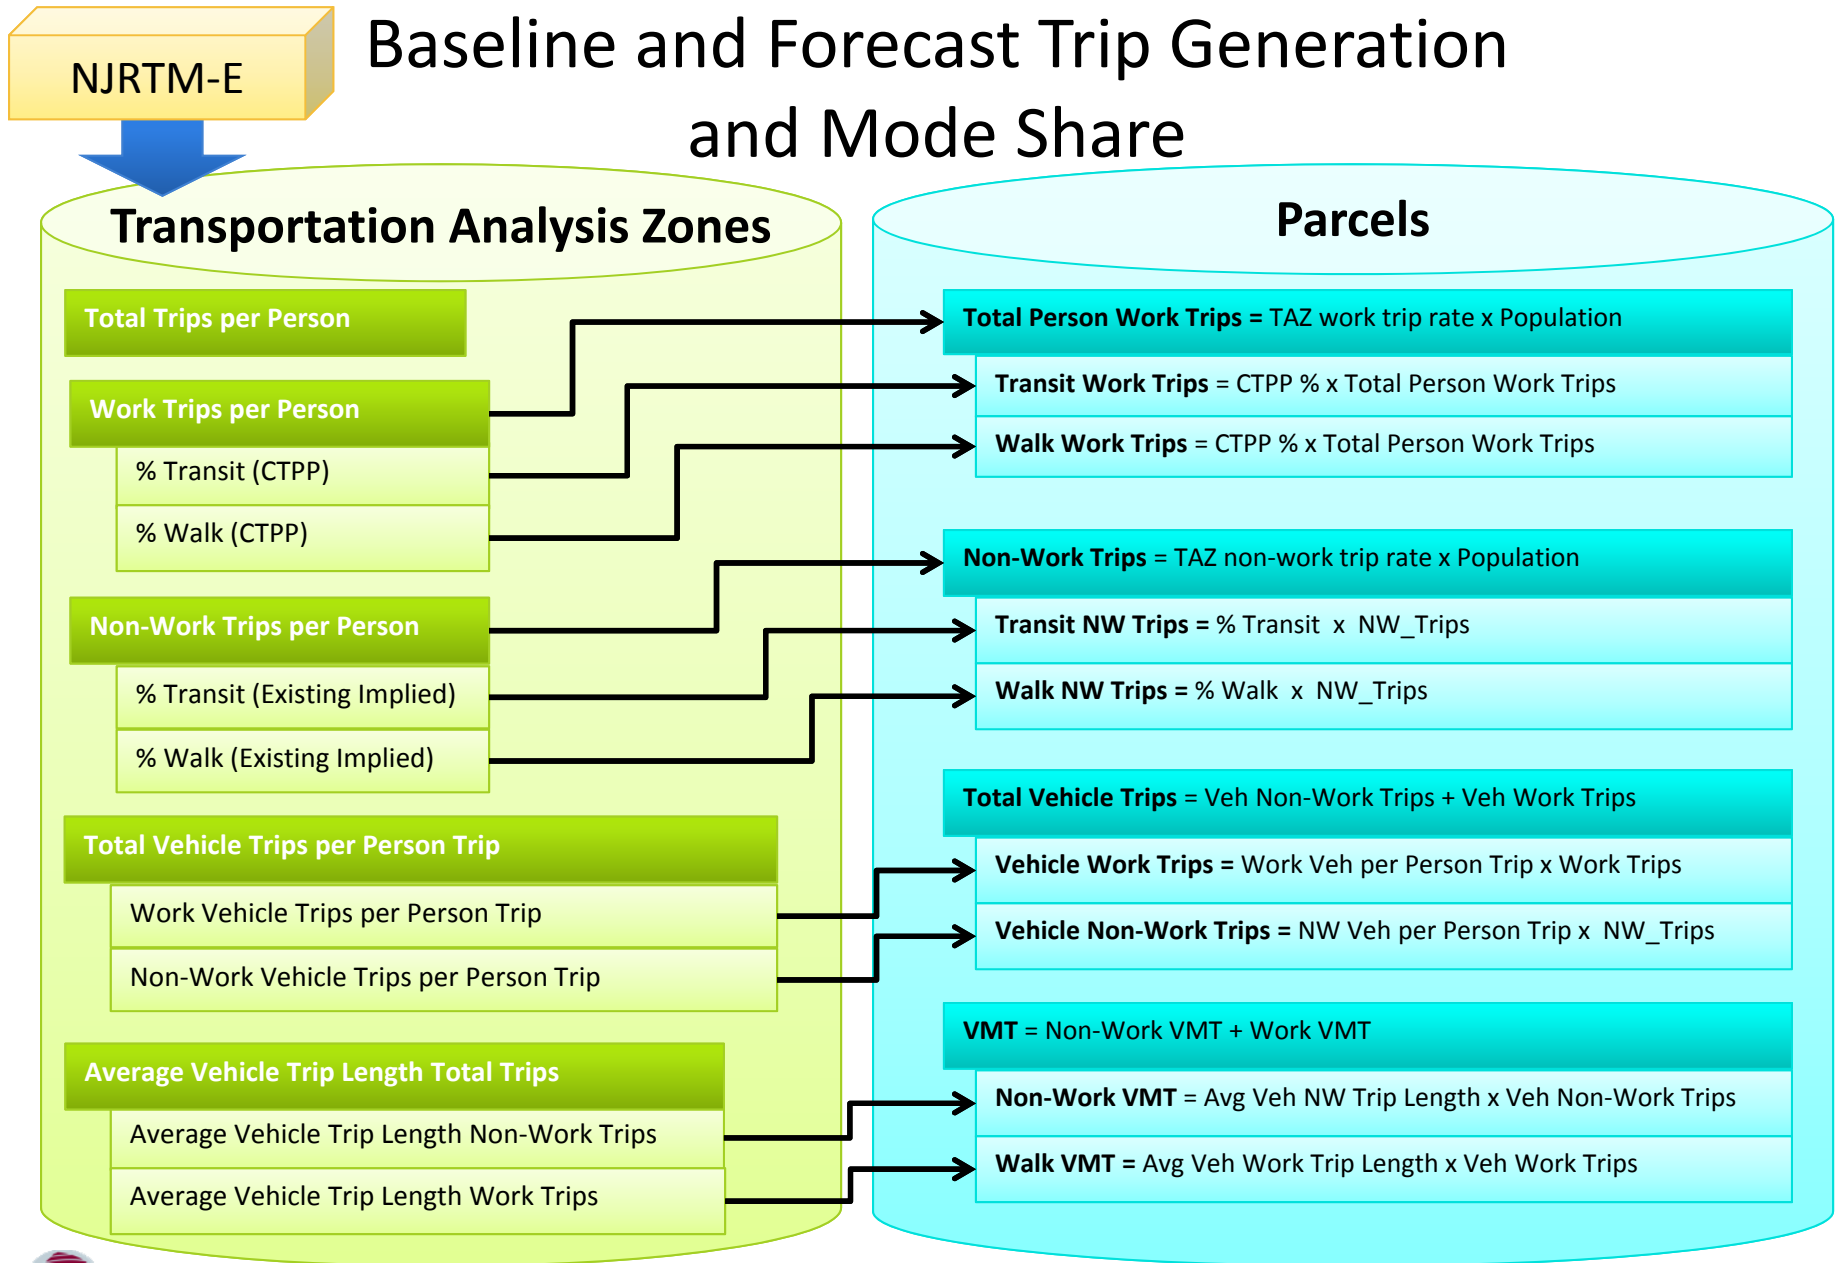 NJRTM-E
Baseline and Forecast Trip Generation
and Mode Share
Transportation Analysis Zones
Total Trips per Person
Work Trips per Person
% Transit (CTPP)
% Walk (CTPP)
Non-Work Trips per Person
% Transit (Existing Implied)
% Walk (Existing Implied)
Total Vehicle Trips per Person Trip
Work Vehicle Trips per Person Trip
Non-Work Vehicle Trips per Person Trip
Average Vehicle Trip Length Total Trips
Average Vehicle Trip Length Non-Work Trips
Average Vehicle Trip Length Work Trips
Parcels
Total Person Work Trips = TAZ work trip rate x Population
Transit Work Trips = CTPP % x Total Person Work Trips
Walk Work Trips = CTPP % x Total Person Work Trips
Non-Work Trips = TAZ non-work trip rate x Population
Transit NW Trips = % Transit x NW_Trips
Walk NW Trips = % Walk x NW_Trips
Total Vehicle Trips = Veh Non-Work Trips + Veh Work Trips
Vehicle Work Trips = Work Veh per Person Trip x Work Trips
Vehicle Non-Work Trips = NW Veh per Person Trip x NW_Trips
VMT = Non-Work VMT + Work VMT
Non-Work VMT = Avg Veh NW Trip Length x Veh Non-Work Trips
Walk VMT = Avg Veh Work Trip Length x Veh Work Trips